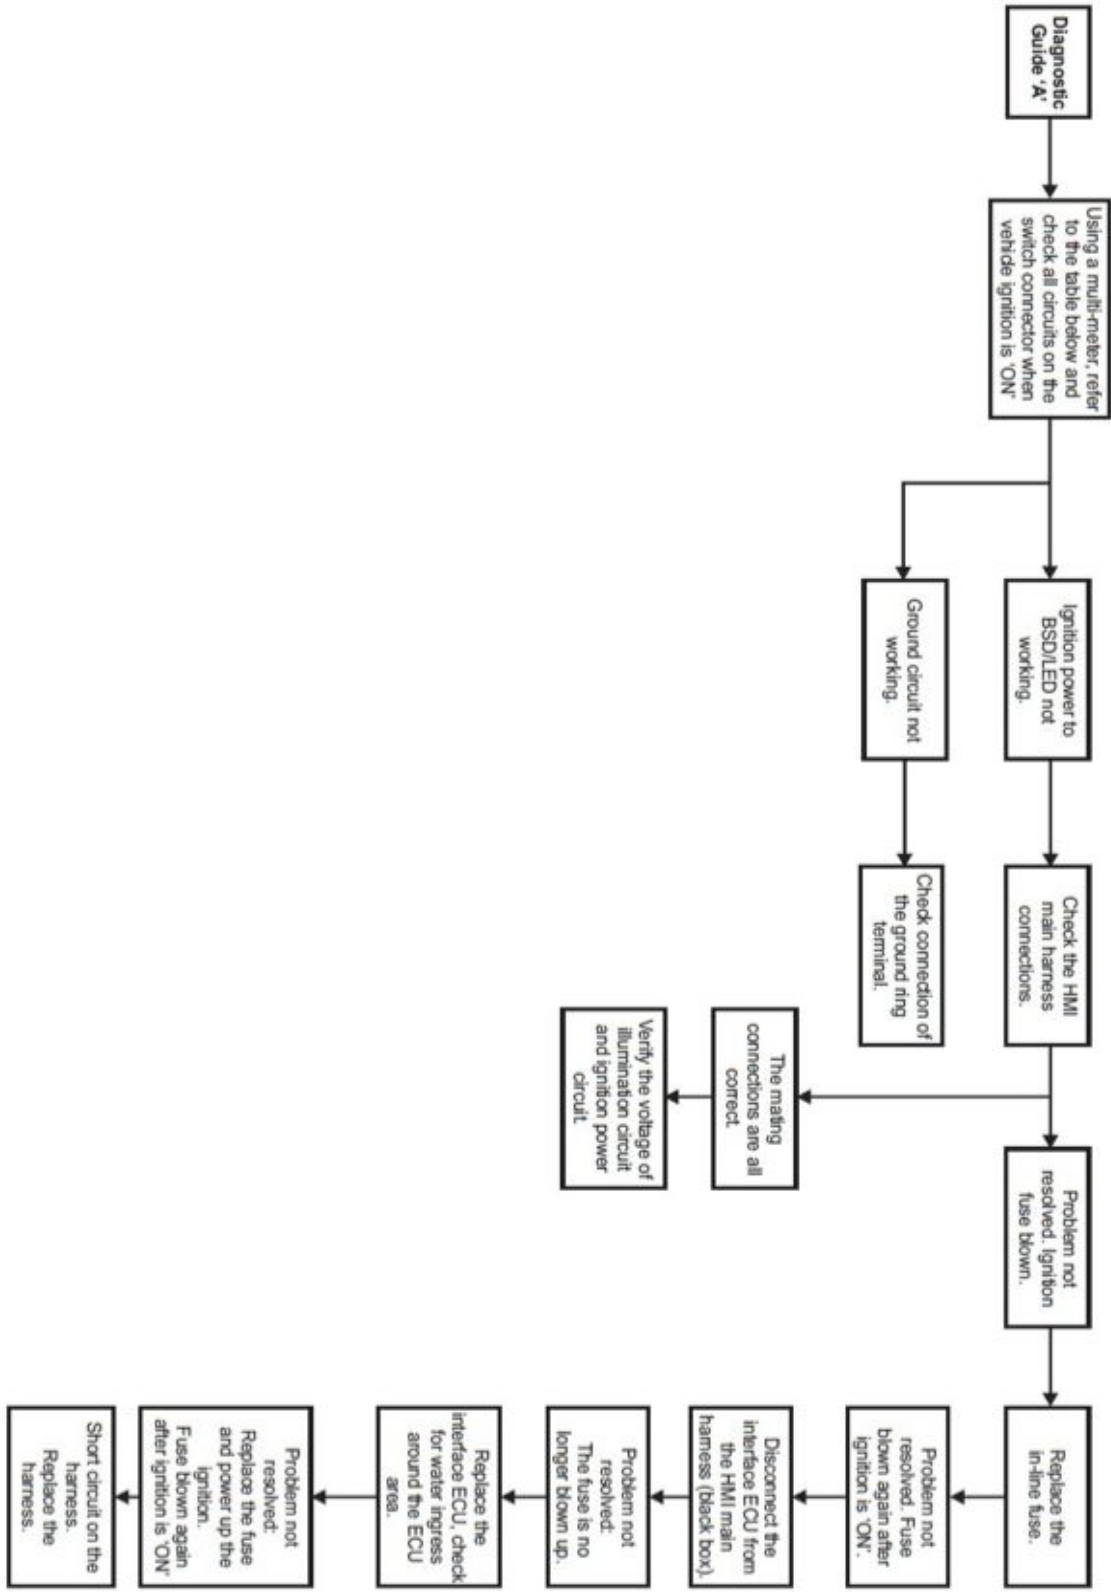 Diagnostic
Guide 'A'
Using a multi-meter, refer
to the table below and
check all circuits on the
switch connector when
vehicle ignition is 'ON'
Ignition power to
BSD/LED not
working.
Ground circuit not
working.
Check the HMI
main harness
connections.
Check connection of
the ground ring
terminal.
Problem not
resolved. Ignition
fuse blown.
The mating
connections are all
correct.
Verify the voltage of
illumination circuit
and ignition power
circuit.
Replace the
in-line fuse.
Problem not
resolved. Fuse
blown again after
ignition is 'ON'.
Disconnect the
interface ECU from
the HMI main
harness (black box).
Problem not
resolved:
The fuse is no
longer blown up.
Replace the
interface ECU, check
for water ingress
around the ECU
area.
Problem not
resolved:
Replace the fuse
and power up the
ignition.
Fuse blown again
after ignition is 'ON'
Short circuit on the
harness.
Replace the
harness.